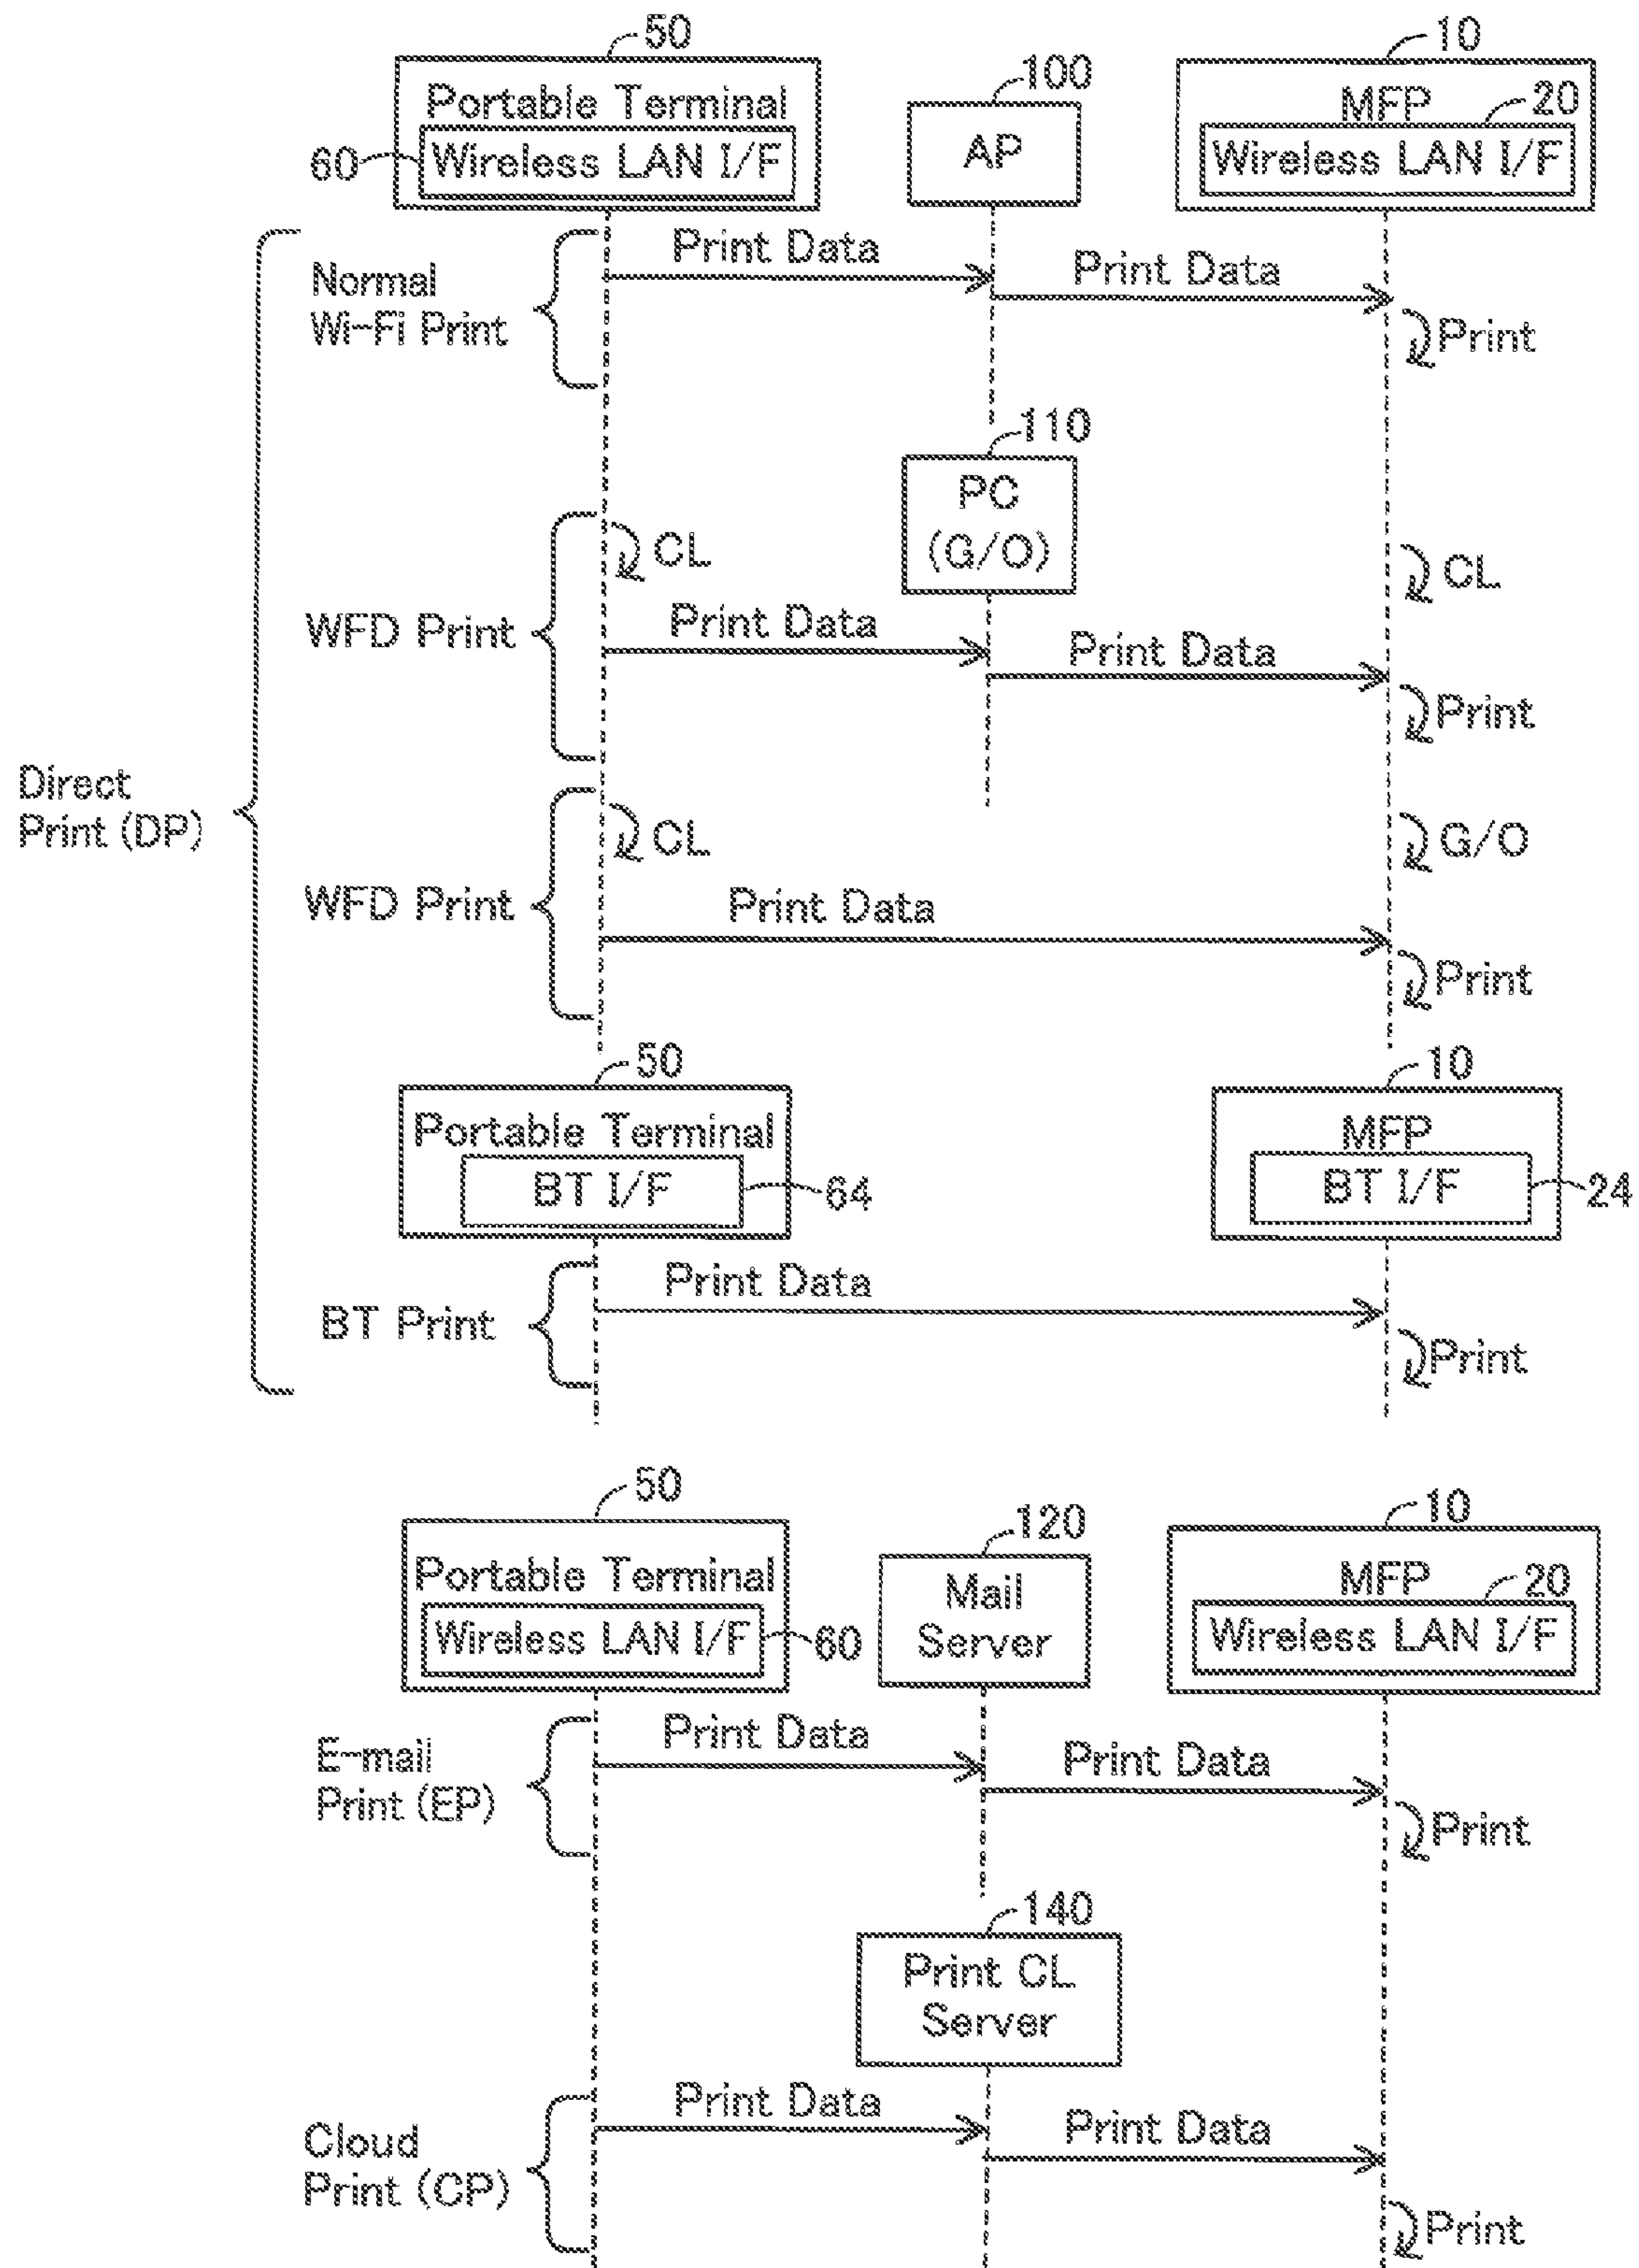 50
100
10
Portable Terminal
AP
MFP
20
60
Wireless LAN I/F
Wireless LAN I/F
Normal
Wi-Fi Print
Print Data
Print Data
Print
110
PC
(G/O)
CL
CL
WFD Print
Print Data
Print Data
Print
Direct
Print (DP)
CL
G/O
WFD Print
Print Data
Print
50
10
Portable Terminal
MFP
BT I/F
64
BT I/F
24
Print Data
BT Print
Print
50
120
10
Portable Terminal
Mail
Server
MFP
20
Wireless LAN I/F
60
Wireless LAN I/F
E-mail
Print (EP)
Print Data
Print Data
Print
140
Print CL
Server
Cloud
Print (CP)
Print Data
Print Data
Print